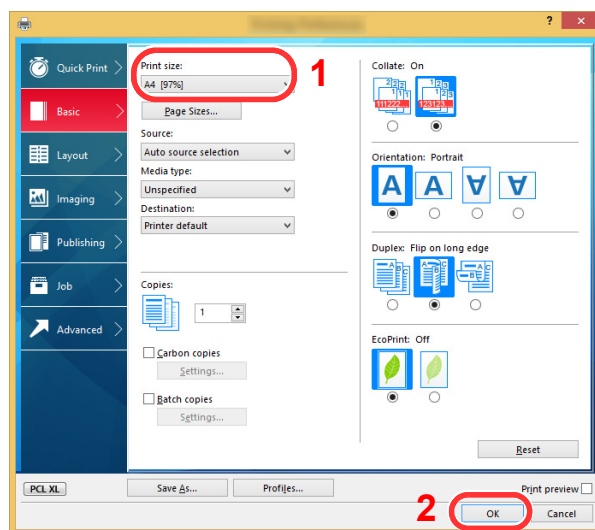 ? ×
Quick Print
Basic
Layout
Imaging
Publishing
Job
Advanced
Print size:
A4 [97%]
1
Page Sizes...
Source:
Auto source selection
Media type:
Unspecified
Destination:
Printer default
Copies:
1
Carbon copies
Settings...
Batch copies
Settings...
Collate: On
111222
123123
Orientation: Portrait
A A A A
Duplex: Flip on long edge
A B C
A B C
A B C
EcoPrint: Off
Reset
PCL XL
Save As...
Profiles...
Print preview
2
OK
Cancel